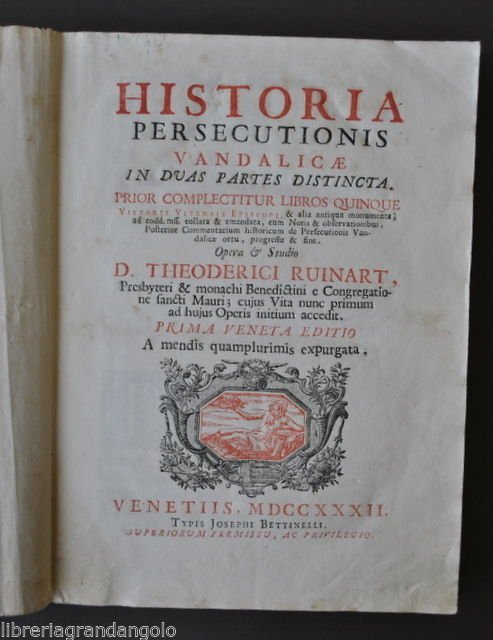 HISTORIA
PERSECUTIONIS
VANDALICÆ
IN DVAS PARTES DISTINCTA.
PRIOR COMPLECTITUR LIBROS QUINQUE
VICTORIS VITENSIS EPISCOPI, & alia antiqua monumenta;
ad codd. mss. collata & emendata, cum Notis & observationibus.
Posterior Commentarium historicum de Persecutionis Van-
dalicæ ortu, progressu & fine.
Opera & Studio
D. THEODERICI RUINART,
Presbyteri & monachi Benedictini e Congregatio-
ne sancti Mauri; cujus Vita nunc primum
ad hujus Operis initium accedit.
PRIMA VENETA EDITIO
A mendis quamplurimis expurgata.
VENETIIS, MDCCXXXII.
TYPIS JOSEPHI BETTINELLI.
SUPERIORUM PERMISSU, AC PRIVILEGIO.
libreriagrandangolo